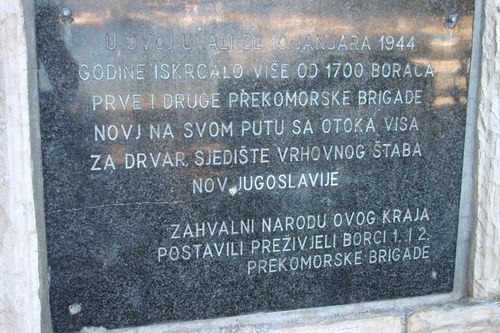 U OVOJ UVALI SE 10. JANUARA 1944.
GODINE ISKRCALO VIŠE OD 1700 BORACA
PRVE I DRUGE PREKOMORSKE BRIGADE
NOVJ NA SVOM PUTU SA OTOKA VISA
ZA DRVAR, SJEDIŠTE VRHOVNOG ŠTABA
NOV JUGOSLAVIJE
ZAHVALNI NARODU OVOG KRAJA
POSTAVILI PREŽIVJELI BORCI 1. I 2.
PREKOMORSKE BRIGADE